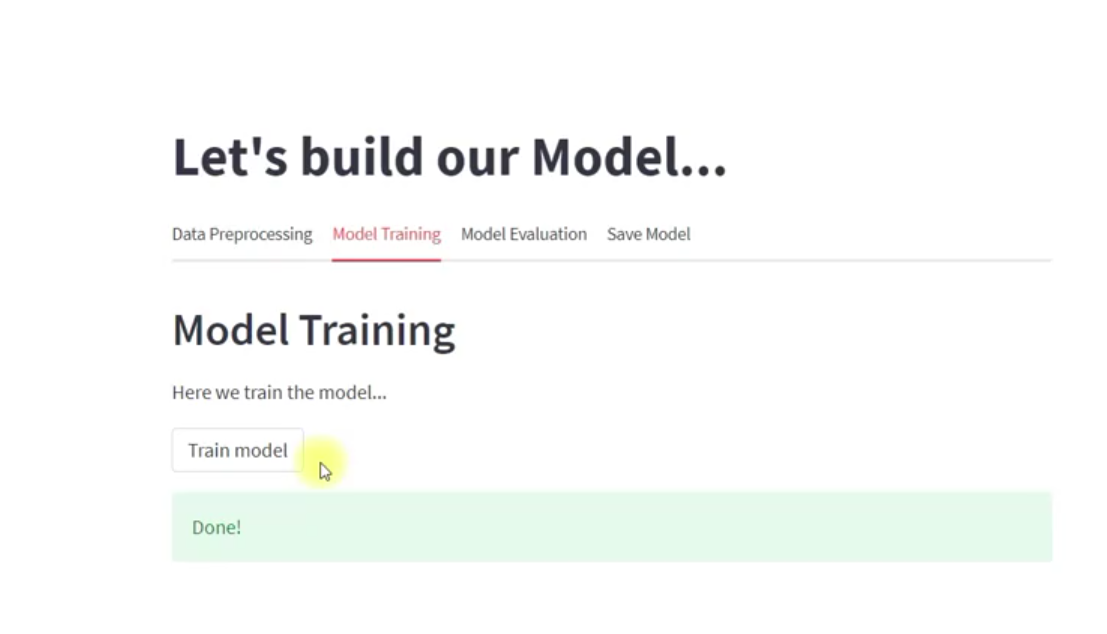 Let's build our Model...
Data Preprocessing Model Training Model Evaluation Save Model
Model Training
Here we train the model...
Train model
Done!